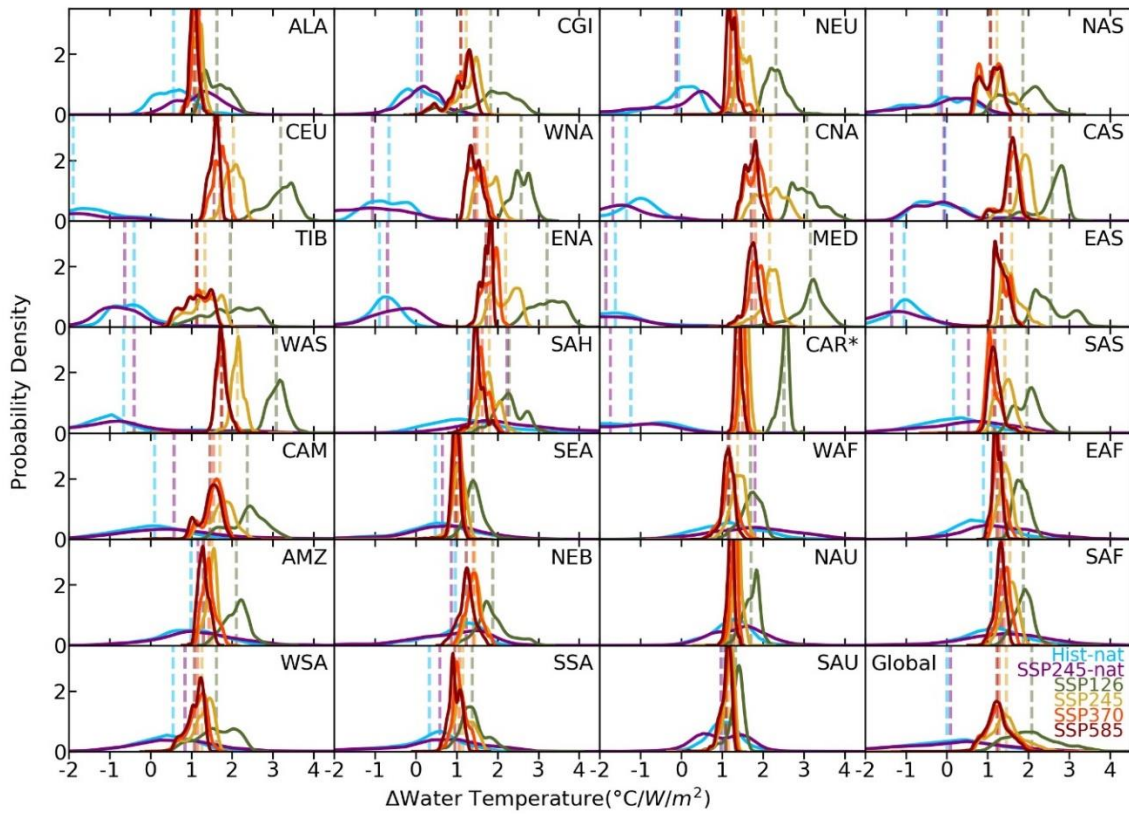 ALA CGI NEU NAS
2
0
CEU WNA CNA CAS
2
0
TIB ENA MED EAS
2
0
WAS SAH CAR* SAS
2
0
CAM SEA WAF EAF
2
0
AMZ NEB NAU SAF
2
0
WSA SSA SAU Global
2
0
Hist-nat
SSP245-nat
SSP126
SSP245
SSP370
SSP585
-2 -1 0 1 2 3 4 -2 -1 0 1 2 3 4 -2 -1 0 1 2 3 4 -2 -1 0 1 2 3 4
Probability Density
ΔWater Temperature(°C/W/m²)